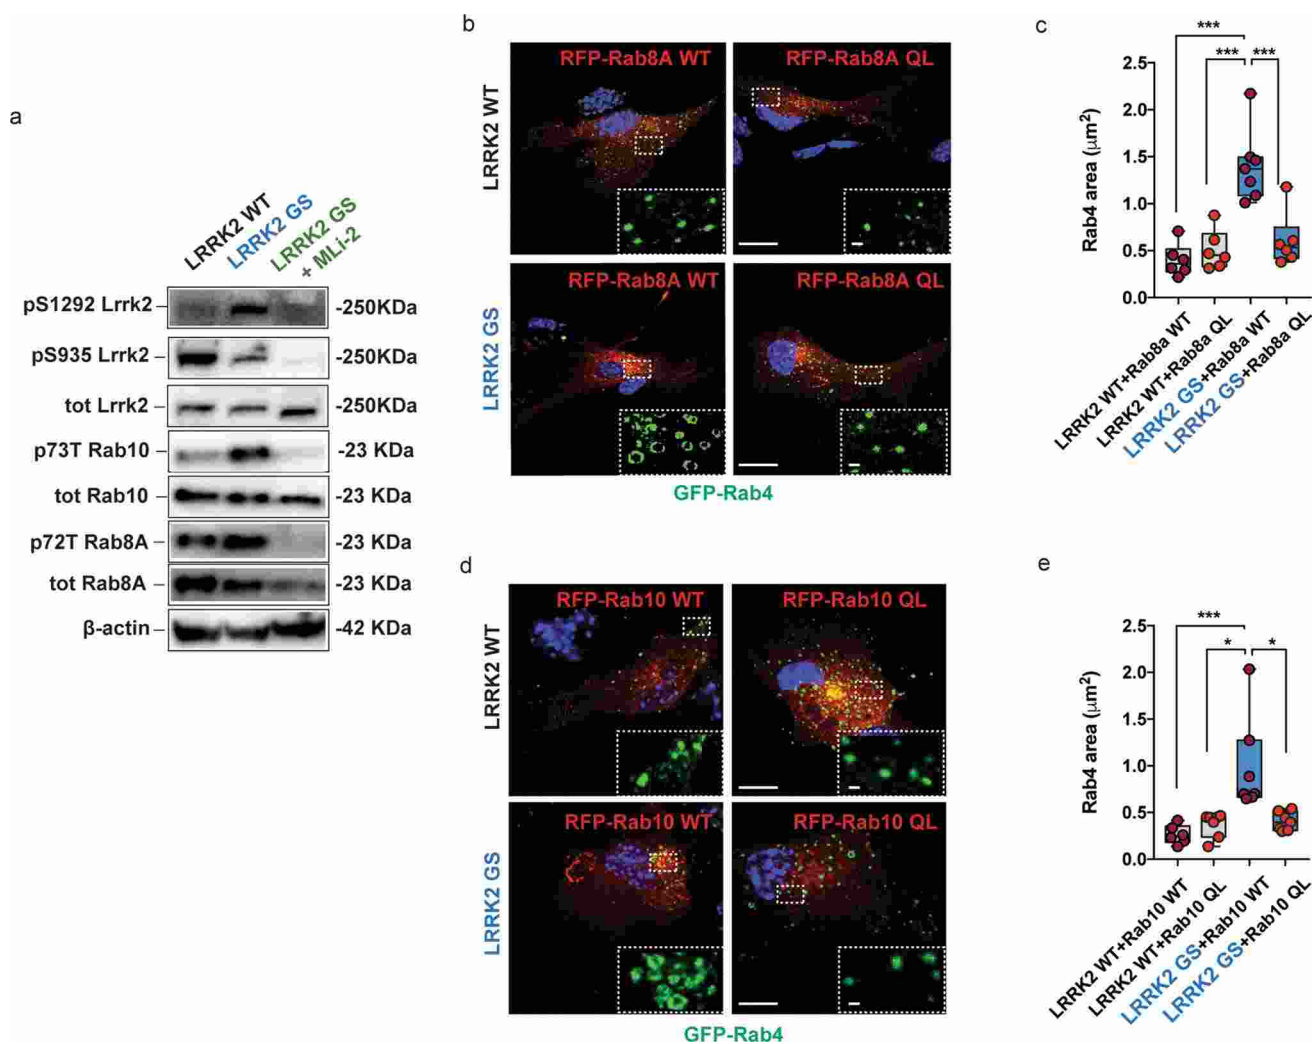 a
LRRK2 WT
LRRK2 GS
LRRK2 GS
+ MLi-2
pS1292 Lrrk2
-250KDa
pS935 Lrrk2
-250KDa
tot Lrrk2
-250KDa
p73T Rab10
-23 KDa
tot Rab10
-23 KDa
p72T Rab8A
-23 KDa
tot Rab8A
-23 KDa
β-actin
-42 KDa
b
LRRK2 WT
RFP-Rab8A WT
RFP-Rab8A QL
LRRK2 GS
RFP-Rab8A WT
RFP-Rab8A QL
GFP-Rab4
c
***
*** ***
Rab4 area (μm²)
2.5
2.0
1.5
1.0
0.5
0.0
LRRK2 WT+Rab8a WT
LRRK2 WT+Rab8a QL
LRRK2 GS+Rab8a WT
LRRK2 GS+Rab8a QL
d
LRRK2 WT
RFP-Rab10 WT
RFP-Rab10 QL
LRRK2 GS
RFP-Rab10 WT
RFP-Rab10 QL
GFP-Rab4
e
***
* *
Rab4 area (μm²)
2.5
2.0
1.5
1.0
0.5
0.0
LRRK2 WT+Rab10 WT
LRRK2 WT+Rab10 QL
LRRK2 GS+Rab10 WT
LRRK2 GS+Rab10 QL